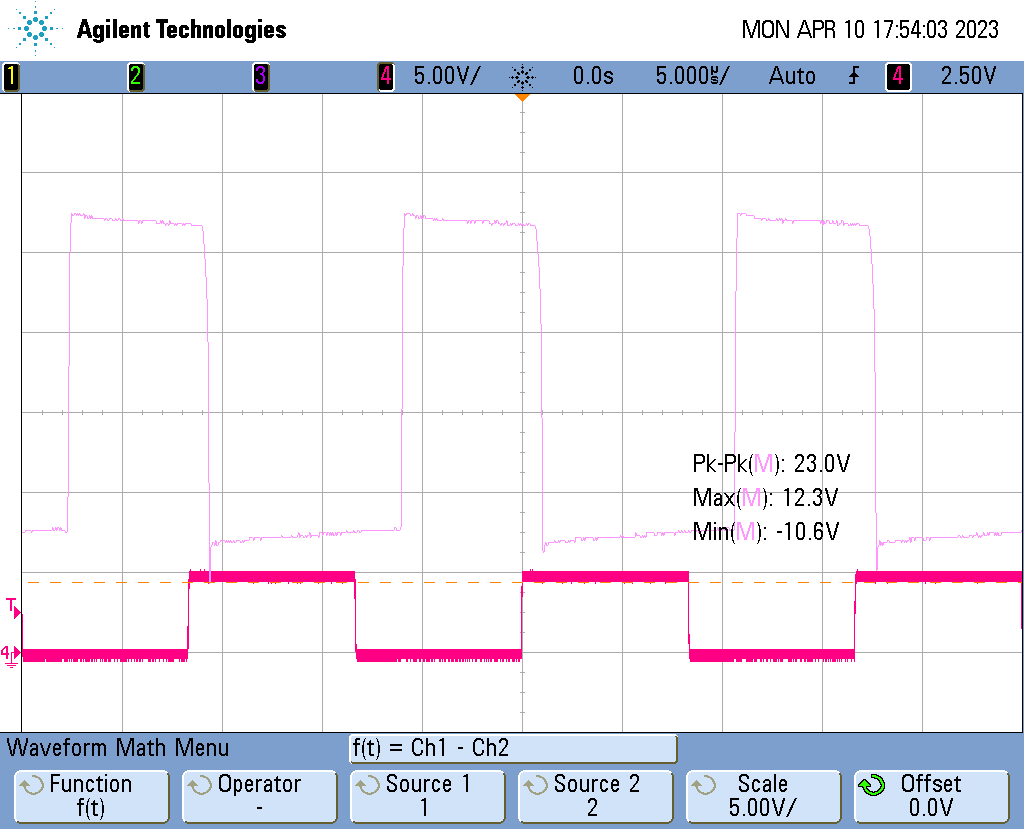 Agilent Technologies
MON APR 10 17:54:03 2023
1 2 3 4 5.00V/ 0.0s 5.000㎲/ Auto 4 2.50V
Pk-Pk(M): 23.0V
Max(M): 12.3V
Min(M): -10.6V
T
4
Waveform Math Menu
f(t) = Ch1 - Ch2
Function
f(t)
Operator
-
Source 1
1
Source 2
2
Scale
5.00V/
Offset
0.0V